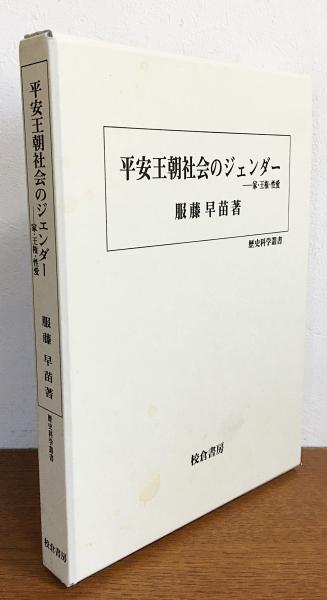 平安王朝社会のジェンダー
家・王権・性愛
服藤早苗著
歴史科学叢書
校倉書房
平安王朝社会のジェンダー
――家・王権・性愛
服藤早苗著
歴史科学叢書
校倉書房